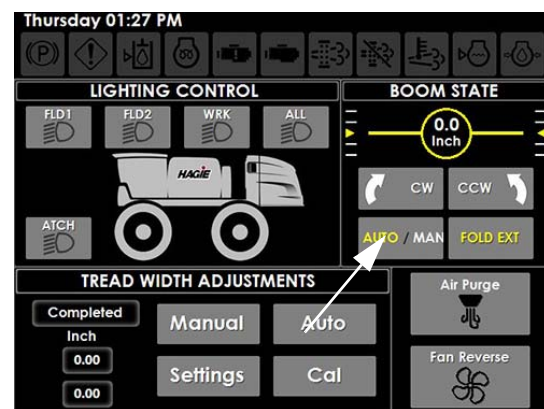 Thursday 01:27 PM
(P)
LIGHTING CONTROL
FLD1 FLD2 WRK ALL
HAGIE
ATCH
BOOM STATE
0.0
Inch
CW CCW
AUTO / MAN FOLD EXT
TREAD WIDTH ADJUSTMENTS
Completed
Inch
0.00
0.00
Manual Auto
Settings Cal
Air Purge
Fan Reverse